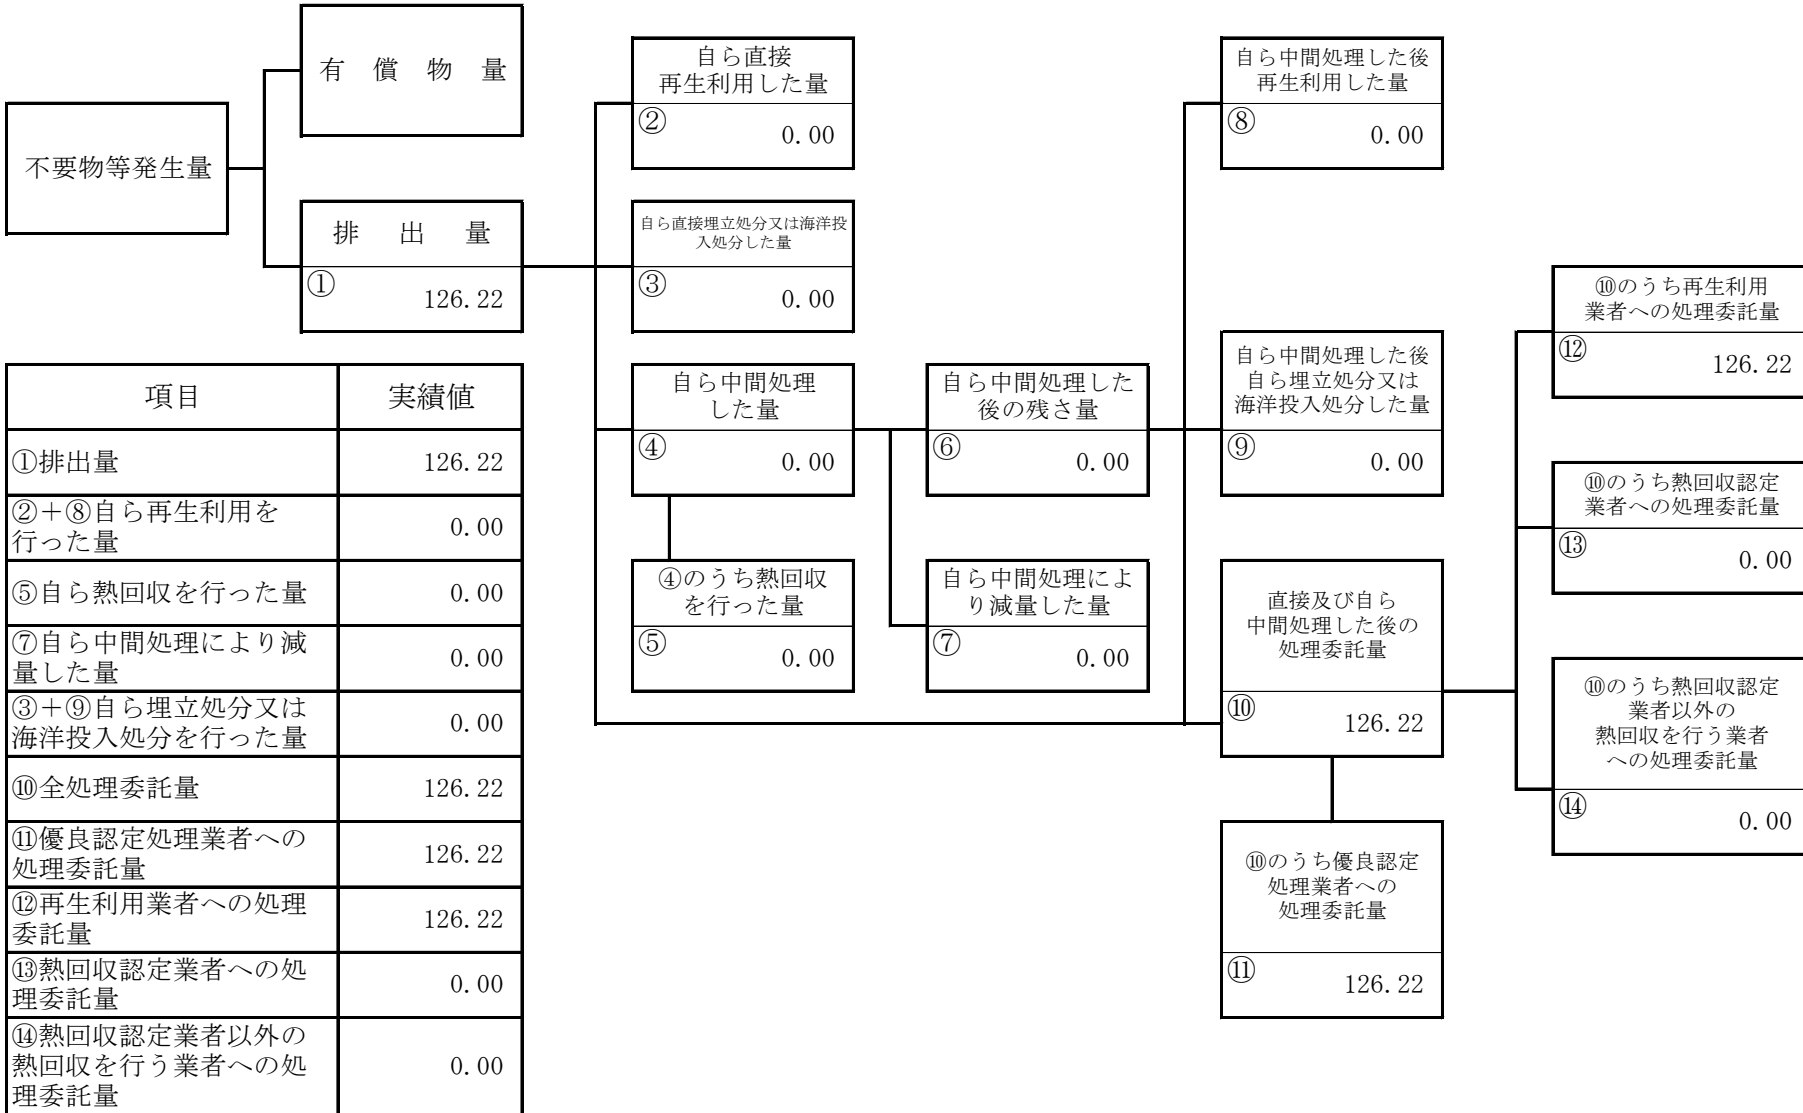 不要物等発生量
有　償　物　量
排　出　量
①
126.22
自ら直接
再生利用した量
②
0.00
自ら直接埋立処分又は海洋投
入処分した量
③
0.00
自ら中間処理
した量
④
0.00
④のうち熱回収
を行った量
⑤
0.00
自ら中間処理した
後の残さ量
⑥
0.00
自ら中間処理によ
り減量した量
⑦
0.00
自ら中間処理した後
再生利用した量
⑧
0.00
自ら中間処理した後
自ら埋立処分又は
海洋投入処分した量
⑨
0.00
直接及び自ら
中間処理した後の
処理委託量
⑩
126.22
⑩のうち優良認定
処理業者への
処理委託量
⑪
126.22
⑩のうち再生利用
業者への処理委託量
⑫
126.22
⑩のうち熱回収認定
業者への処理委託量
⑬
0.00
⑩のうち熱回収認定
業者以外の
熱回収を行う業者
への処理委託量
⑭
0.00
項目 実績値
①排出量 126.22
②＋⑧自ら再生利用を
行った量
0.00
⑤自ら熱回収を行った量 0.00
⑦自ら中間処理により減
量した量
0.00
③＋⑨自ら埋立処分又は
海洋投入処分を行った量
0.00
⑩全処理委託量 126.22
⑪優良認定処理業者への
処理委託量
126.22
⑫再生利用業者への処理
委託量
126.22
⑬熱回収認定業者への処
理委託量
0.00
⑭熱回収認定業者以外の
熱回収を行う業者への処
理委託量
0.00